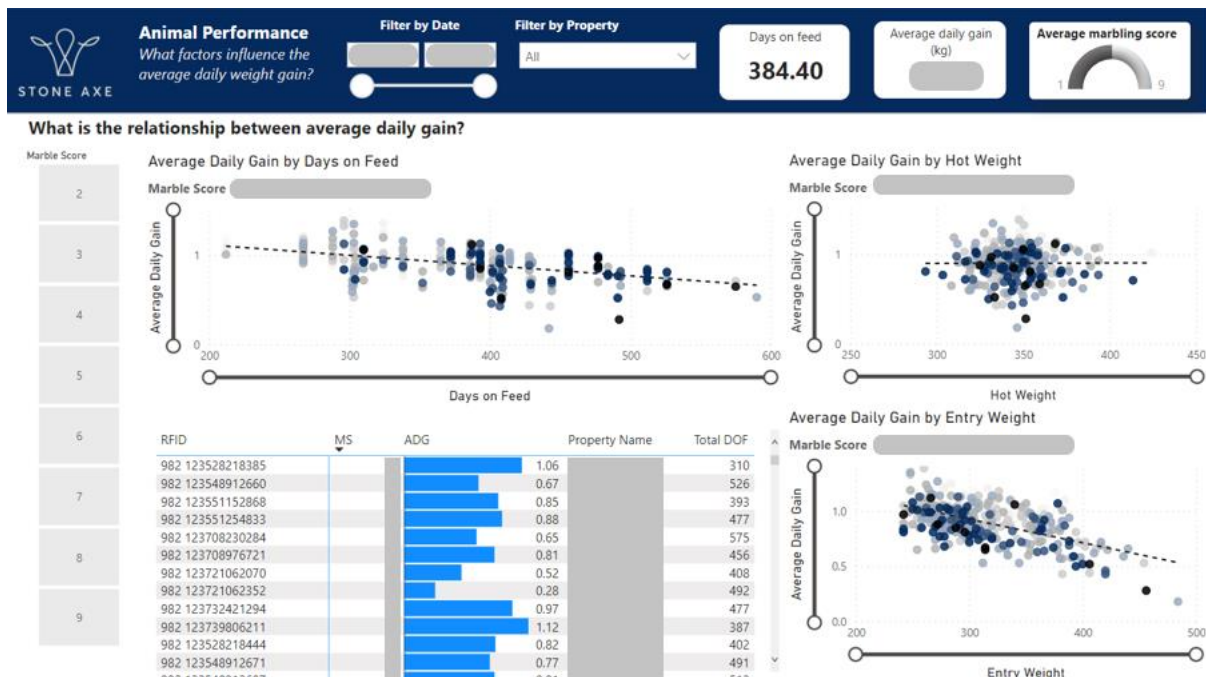 STONE AXE
Animal Performance
What factors influence the
average daily weight gain?
Filter by Date
Filter by Property
All
Days on feed
384.40
Average daily gain
(kg)
Average marbling score
1
9
What is the relationship between average daily gain?
Marble Score
2
3
4
5
6
7
8
9
Average Daily Gain by Days on Feed
Marble Score
Average Daily Gain
1
0
200 300 400 500 600
Days on Feed
Average Daily Gain by Hot Weight
Marble Score
Average Daily Gain
1
0
250 300 350 400 450
Hot Weight
RFID MS ADG Property Name Total DOF
982 123528218385 1.06 310
982 123548912660 0.67 526
982 123551152868 0.85 393
982 123551254833 0.88 477
982 123708230284 0.65 575
982 123708976721 0.81 456
982 123721062070 0.52 408
982 123721062352 0.28 492
982 123732421294 0.97 477
982 123739806211 1.12 387
982 123528218444 0.82 402
982 123548912671 0.77 491
Average Daily Gain by Entry Weight
Marble Score
Average Daily Gain
1.0
0.5
0.0
200 300 400 500
Entry Weight